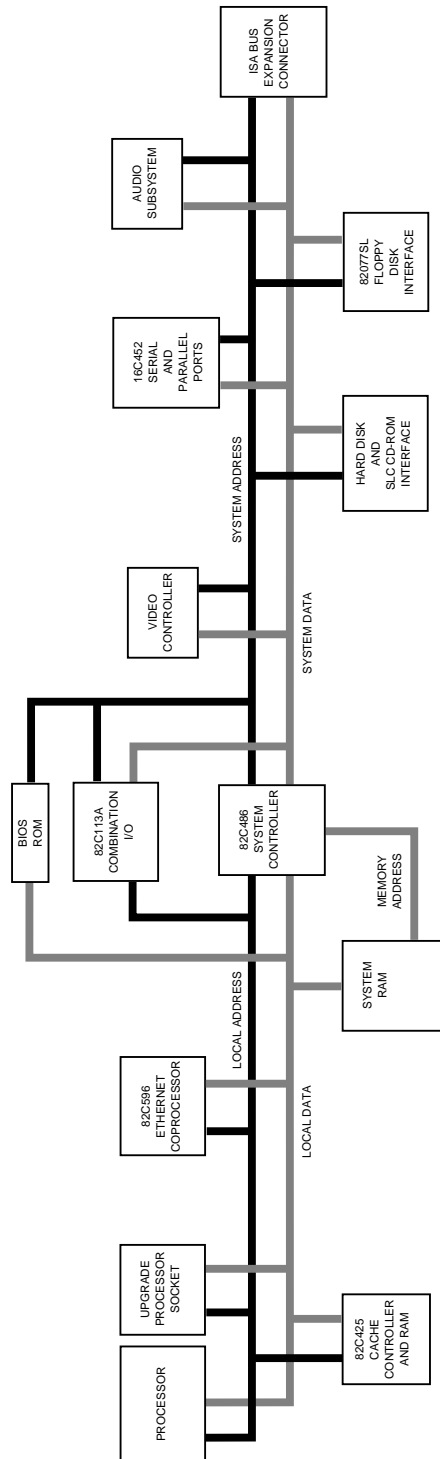 PROCESSOR
UPGRADE
PROCESSOR
SOCKET
82C596
ETHERNET
COPROCESSOR
BIOS
ROM
82C113A
COMBINATION
I/O
VIDEO
CONTROLLER
16C452
SERIAL
AND
PARALLEL
PORTS
AUDIO
SUBSYSTEM
LOCAL ADDRESS
82C486
SYSTEM
CONTROLLER
SYSTEM ADDRESS
ISA BUS
EXPANSION
CONNECTOR
LOCAL DATA
SYSTEM DATA
82C425
CACHE
CONTROLLER
AND RAM
SYSTEM
RAM
MEMORY
ADDRESS
HARD DISK
AND
SLC CD-ROM
INTERFACE
82077SL
FLOPPY
DISK
INTERFACE